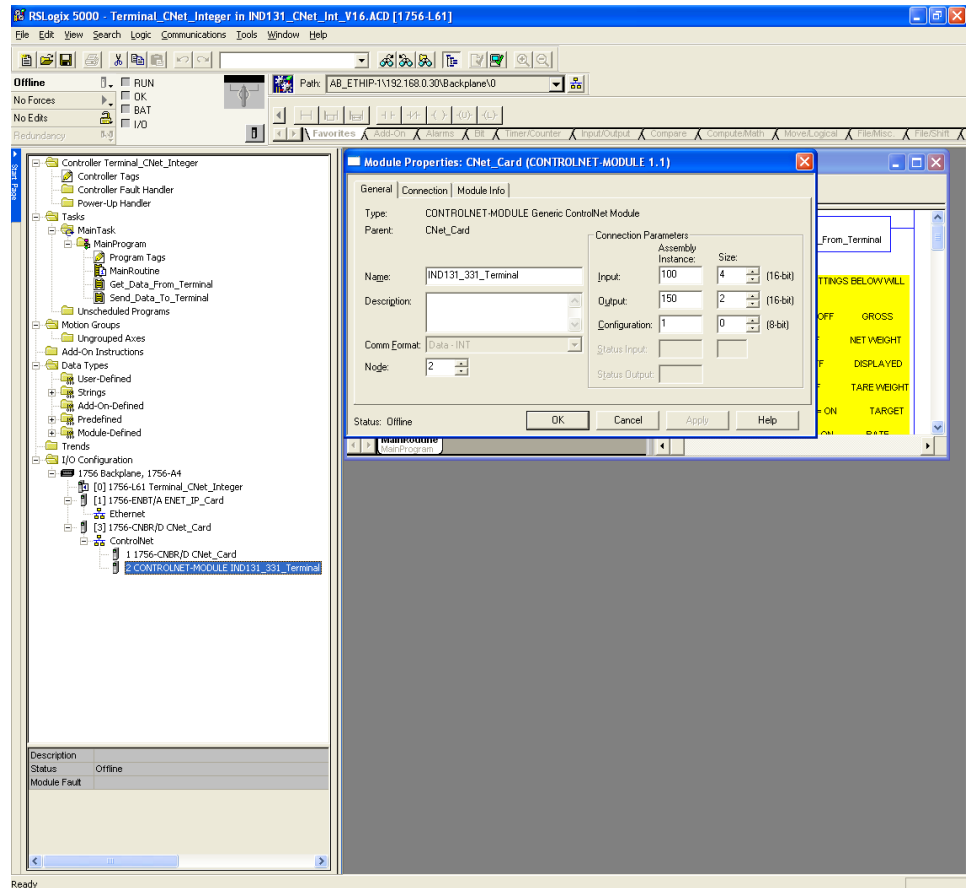 RSLogix 5000 - Terminal_CNet_Integer in IND131_CNet_Int_V16.ACD [1756-L61]
File Edit View Search Logic Communications Tools Window Help
Offline
RUN
Path: AB_ETHIP-1\192.168.0.30\Backplane\0
No Forces
OK
No Edits
BAT
Redundancy
I/O
Favorites Add-On Alarms Bit Timer/Counter Input/Output Compare Compute/Math Move/Logical File/Misc. File/Shift
Start Page
Controller Terminal_CNet_Integer
Controller Tags
Controller Fault Handler
Power-Up Handler
Tasks
MainTask
MainProgram
Program Tags
MainRoutine
Get_Data_From_Terminal
Send_Data_To_Terminal
Unscheduled Programs
Motion Groups
Ungrouped Axes
Add-On Instructions
Data Types
User-Defined
Strings
Add-On-Defined
Predefined
Module-Defined
Trends
I/O Configuration
1756 Backplane, 1756-A4
[0] 1756-L61 Terminal_CNet_Integer
[1] 1756-ENBT/A ENET_IP_Card
Ethernet
[3] 1756-CNBR/D CNet_Card
ControlNet
1 1756-CNBR/D CNet_Card
2 CONTROLNET-MODULE IND131_331_Terminal
Description
Status Offline
Module Fault
Module Properties: CNet_Card (CONTROLNET-MODULE 1.1)
General Connection Module Info
Type: CONTROLNET-MODULE Generic ControlNet Module
Parent: CNet_Card
Connection Parameters
Assembly
Instance: Size:
Name: IND131_331_Terminal
Input: 100 4 (16-bit)
Description:
Output: 150 2 (16-bit)
Configuration: 1 0 (8-bit)
Comm Format: Data - INT
Status Input:
Node: 2
Status Output:
Status: Offline
OK Cancel Apply Help
_From_Terminal
TTINGS BELOW WILL
OFF GROSS
F NET WEIGHT
F DISPLAYED
F TARE WEIGHT
= ON TARGET
ON RATE
MainRoutine
MainProgram
Ready